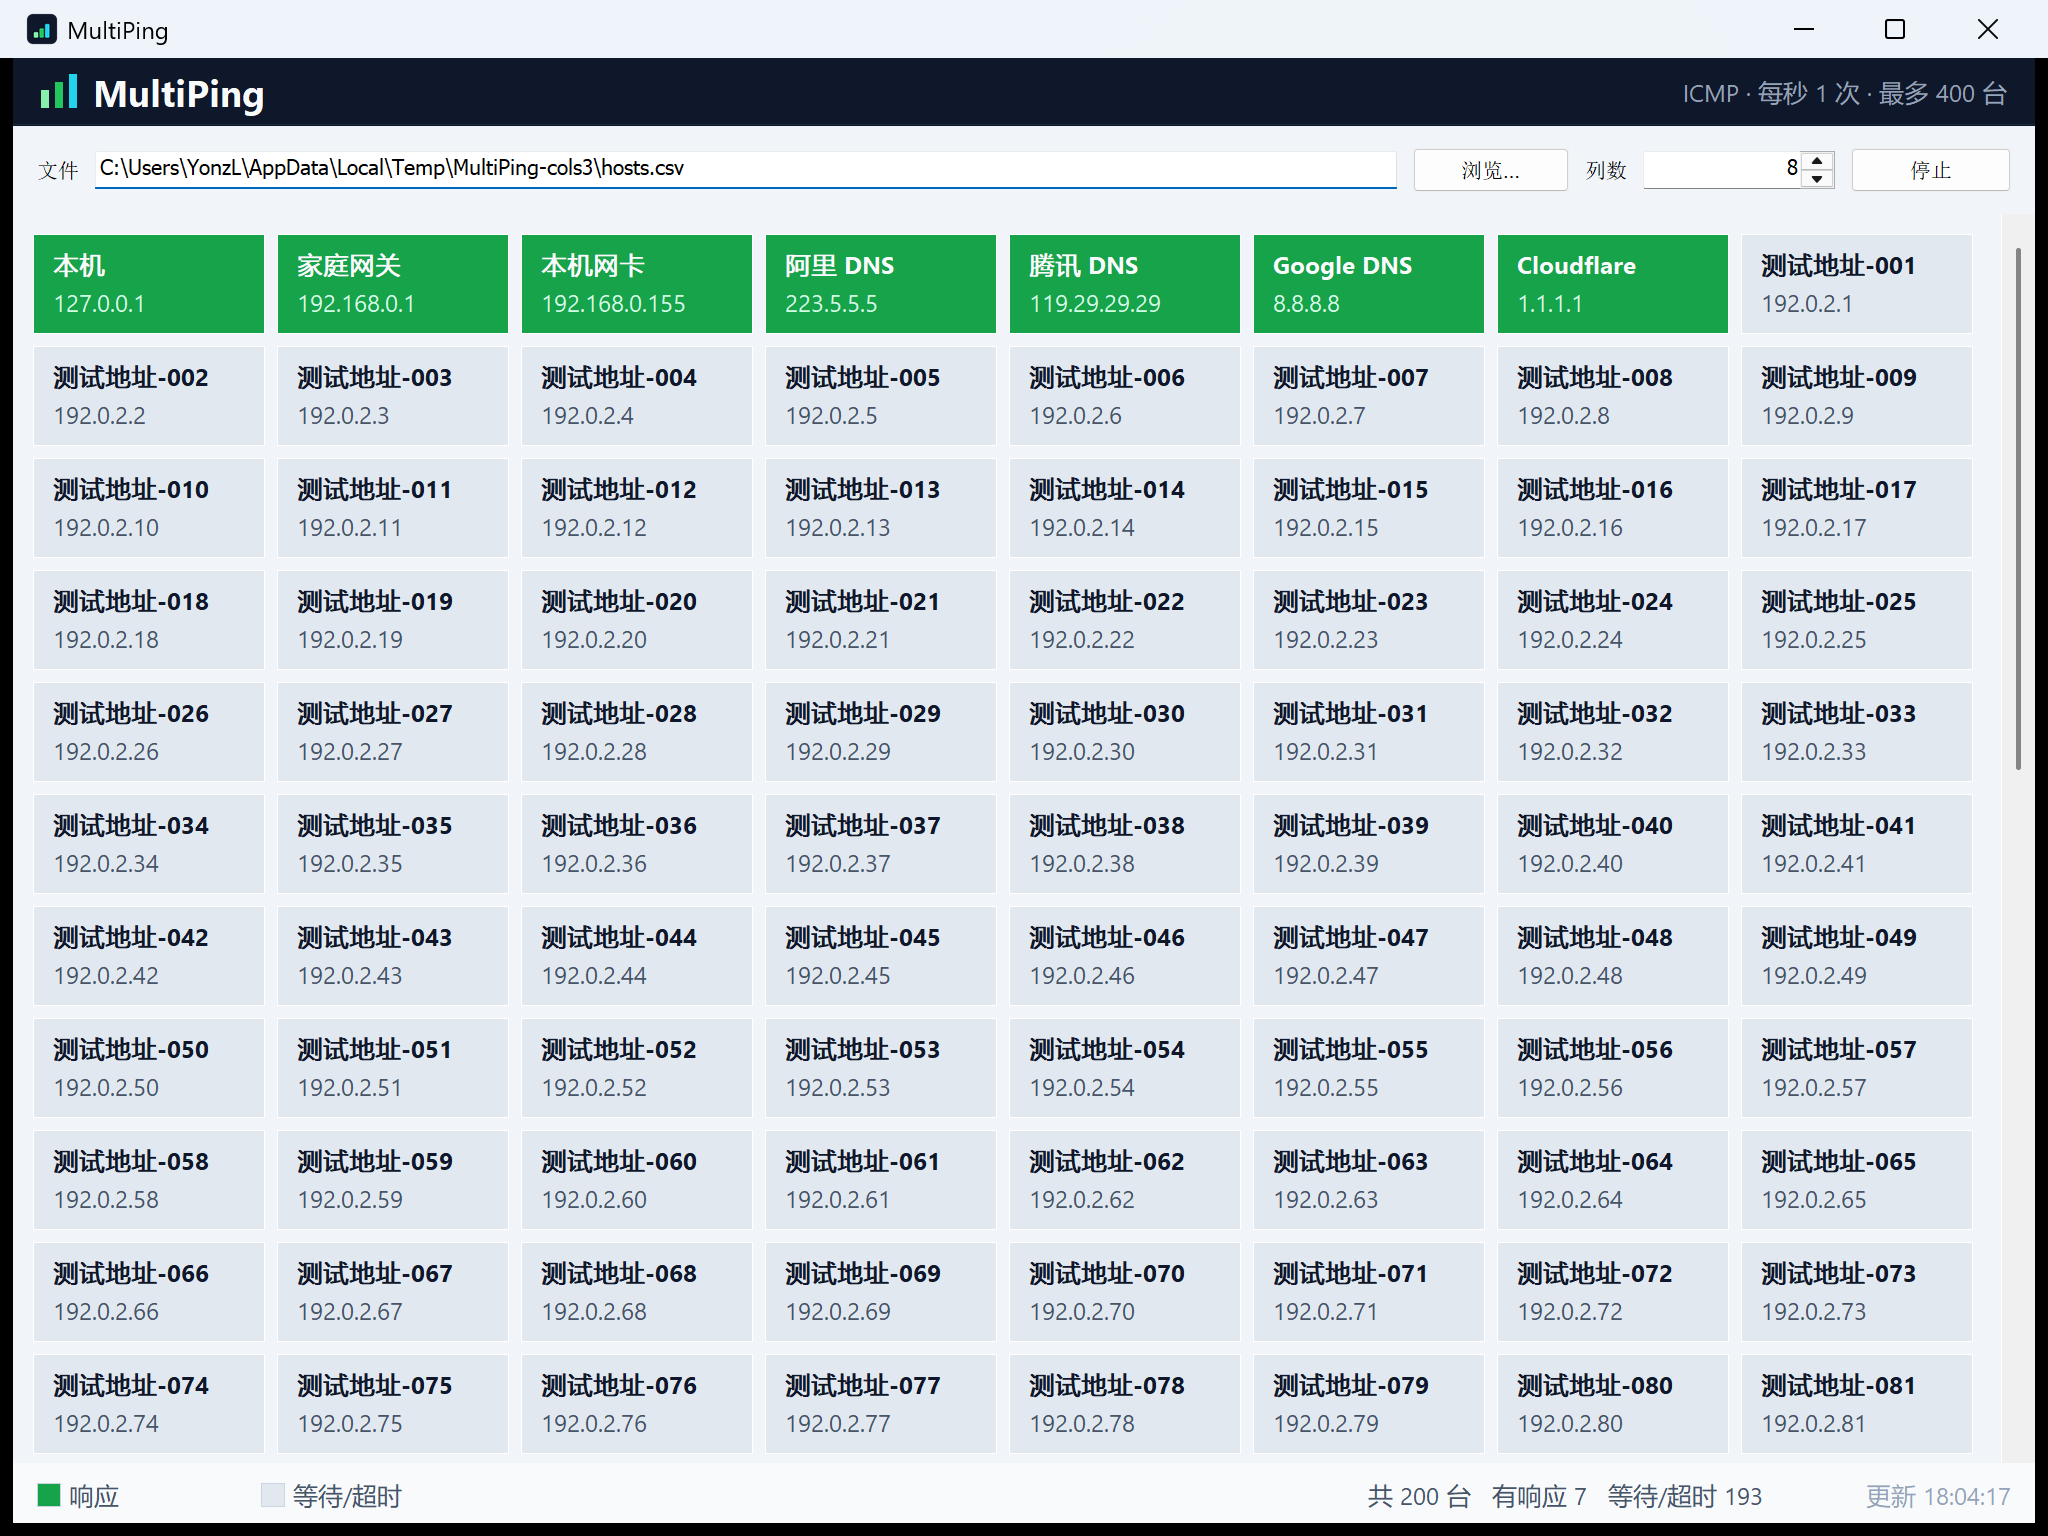 MultiPing
MultiPing
ICMP · 每秒 1 次 · 最多 400 台
文件 C:\Users\YonzL\AppData\Local\Temp\MultiPing-cols3\hosts.csv 浏览... 列数 8 停止
本机 家庭网关 本机网卡 阿里 DNS 腾讯 DNS Google DNS Cloudflare 测试地址-001
127.0.0.1 192.168.0.1 192.168.0.155 223.5.5.5 119.29.29.29 8.8.8.8 1.1.1.1 192.0.2.1
测试地址-002 测试地址-003 测试地址-004 测试地址-005 测试地址-006 测试地址-007 测试地址-008 测试地址-009
192.0.2.2 192.0.2.3 192.0.2.4 192.0.2.5 192.0.2.6 192.0.2.7 192.0.2.8 192.0.2.9
测试地址-010 测试地址-011 测试地址-012 测试地址-013 测试地址-014 测试地址-015 测试地址-016 测试地址-017
192.0.2.10 192.0.2.11 192.0.2.12 192.0.2.13 192.0.2.14 192.0.2.15 192.0.2.16 192.0.2.17
测试地址-018 测试地址-019 测试地址-020 测试地址-021 测试地址-022 测试地址-023 测试地址-024 测试地址-025
192.0.2.18 192.0.2.19 192.0.2.20 192.0.2.21 192.0.2.22 192.0.2.23 192.0.2.24 192.0.2.25
测试地址-026 测试地址-027 测试地址-028 测试地址-029 测试地址-030 测试地址-031 测试地址-032 测试地址-033
192.0.2.26 192.0.2.27 192.0.2.28 192.0.2.29 192.0.2.30 192.0.2.31 192.0.2.32 192.0.2.33
测试地址-034 测试地址-035 测试地址-036 测试地址-037 测试地址-038 测试地址-039 测试地址-040 测试地址-041
192.0.2.34 192.0.2.35 192.0.2.36 192.0.2.37 192.0.2.38 192.0.2.39 192.0.2.40 192.0.2.41
测试地址-042 测试地址-043 测试地址-044 测试地址-045 测试地址-046 测试地址-047 测试地址-048 测试地址-049
192.0.2.42 192.0.2.43 192.0.2.44 192.0.2.45 192.0.2.46 192.0.2.47 192.0.2.48 192.0.2.49
测试地址-050 测试地址-051 测试地址-052 测试地址-053 测试地址-054 测试地址-055 测试地址-056 测试地址-057
192.0.2.50 192.0.2.51 192.0.2.52 192.0.2.53 192.0.2.54 192.0.2.55 192.0.2.56 192.0.2.57
测试地址-058 测试地址-059 测试地址-060 测试地址-061 测试地址-062 测试地址-063 测试地址-064 测试地址-065
192.0.2.58 192.0.2.59 192.0.2.60 192.0.2.61 192.0.2.62 192.0.2.63 192.0.2.64 192.0.2.65
测试地址-066 测试地址-067 测试地址-068 测试地址-069 测试地址-070 测试地址-071 测试地址-072 测试地址-073
192.0.2.66 192.0.2.67 192.0.2.68 192.0.2.69 192.0.2.70 192.0.2.71 192.0.2.72 192.0.2.73
测试地址-074 测试地址-075 测试地址-076 测试地址-077 测试地址-078 测试地址-079 测试地址-080 测试地址-081
192.0.2.74 192.0.2.75 192.0.2.76 192.0.2.77 192.0.2.78 192.0.2.79 192.0.2.80 192.0.2.81
响应 等待/超时 共 200 台 有响应 7 等待/超时 193 更新 18:04:17